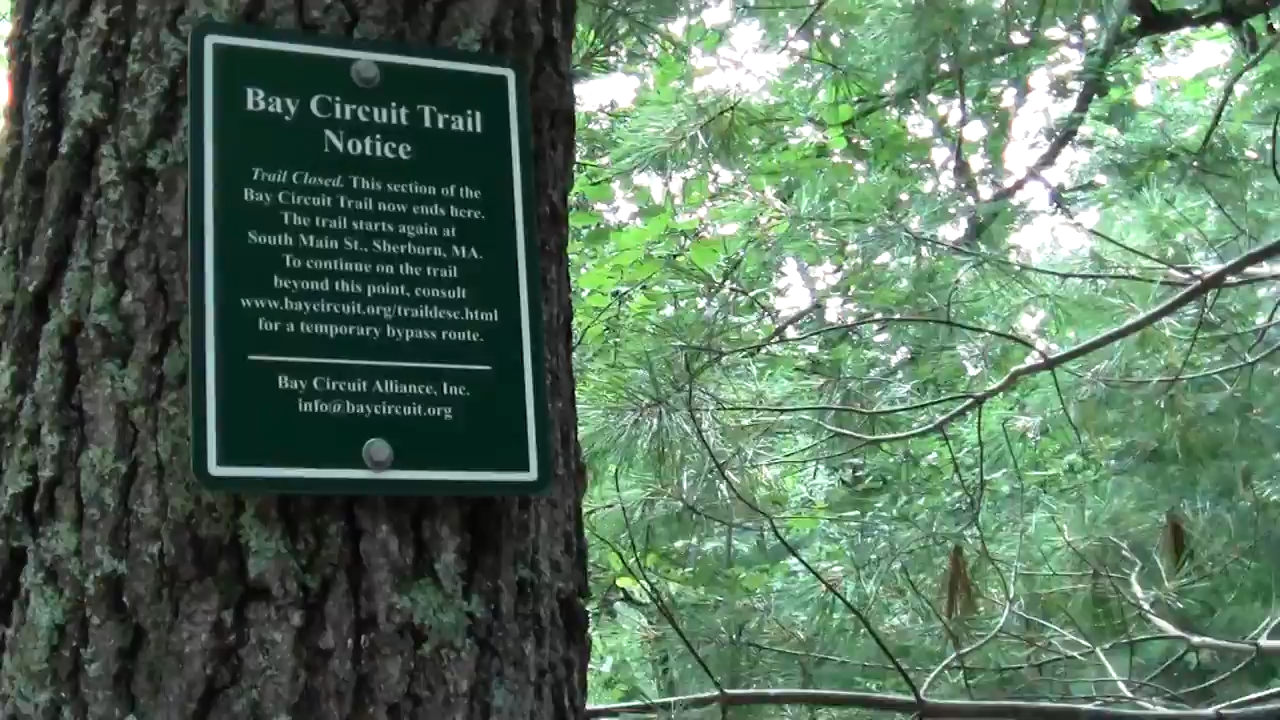 Bay Circuit Trail
Notice
Trail Closed. This section of the
Bay Circuit Trail now ends here.
The trail starts again at
South Main St., Sherborn, MA.
To continue on the trail
beyond this point, consult
www.baycircuit.org/traildesc.html
for a temporary bypass route.
Bay Circuit Alliance, Inc.
info@baycircuit.org